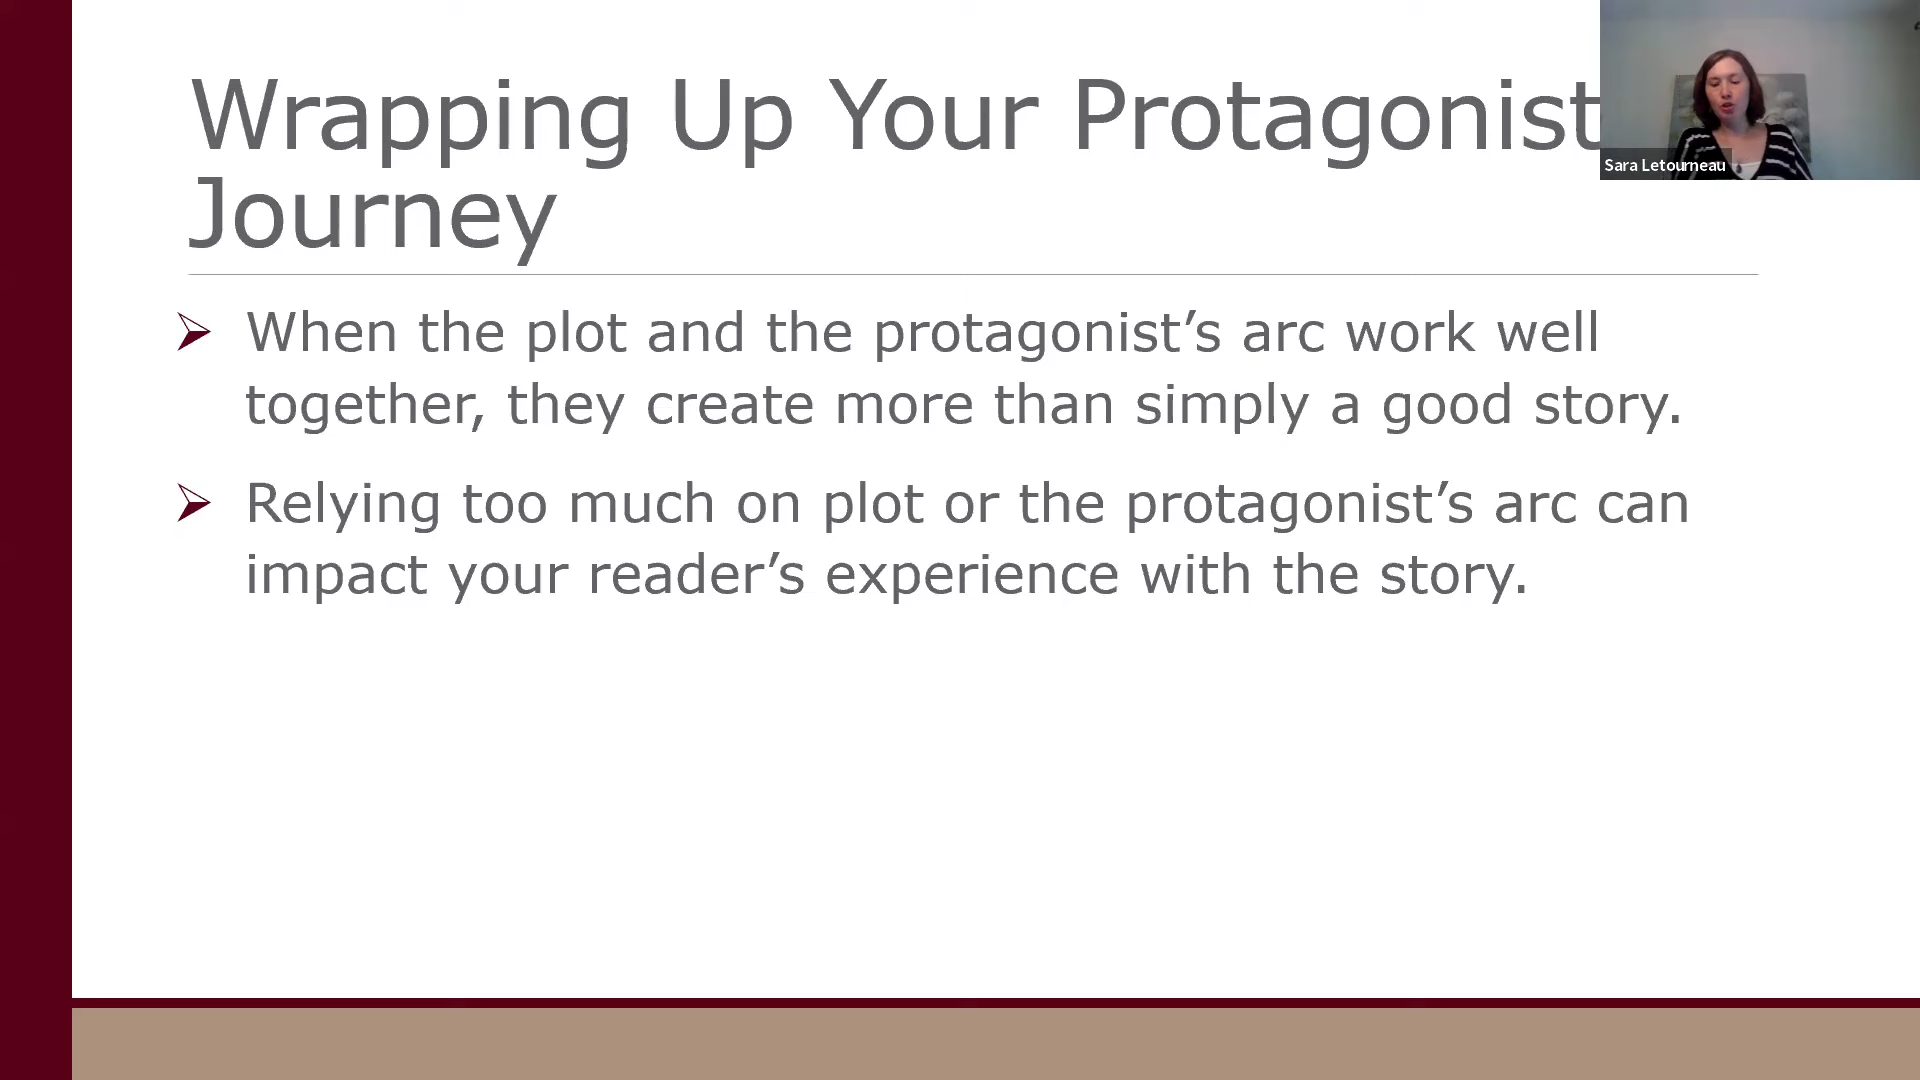 Wrapping Up Your Protagonist
Journey
When the plot and the protagonist’s arc work well
together, they create more than simply a good story.
Relying too much on plot or the protagonist’s arc can
impact your reader’s experience with the story.
Sara Letourneau